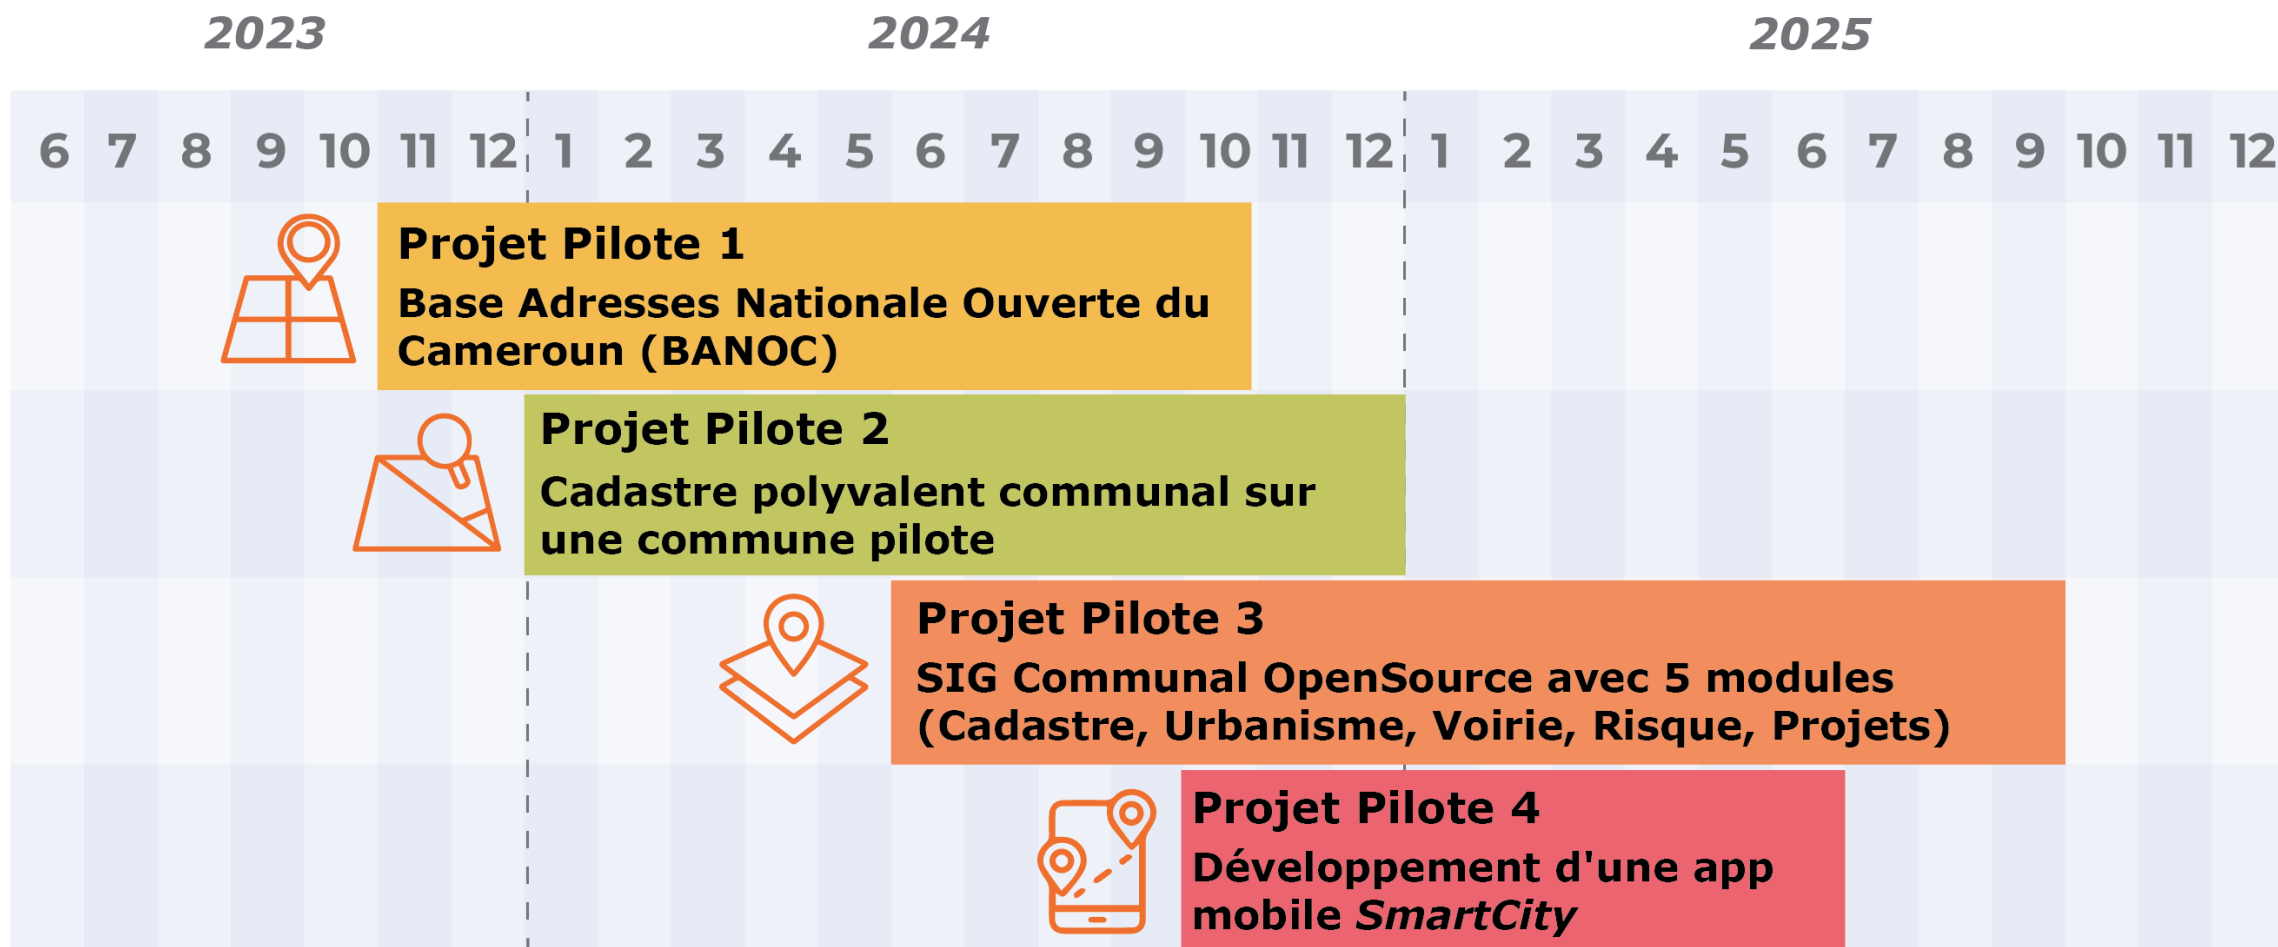 2023 2024 2025
6 7 8 9 10 11 12 1 2 3 4 5 6 7 8 9 10 11 12 1 2 3 4 5 6 7 8 9 10 11 12
Projet Pilote 1
Base Adresses Nationale Ouverte du
Cameroun (BANOC)
Projet Pilote 2
Cadastre polyvalent communal sur
une commune pilote
Projet Pilote 3
SIG Communal OpenSource avec 5 modules
(Cadastre, Urbanisme, Voirie, Risque, Projets)
Projet Pilote 4
Développement d'une app
mobile SmartCity